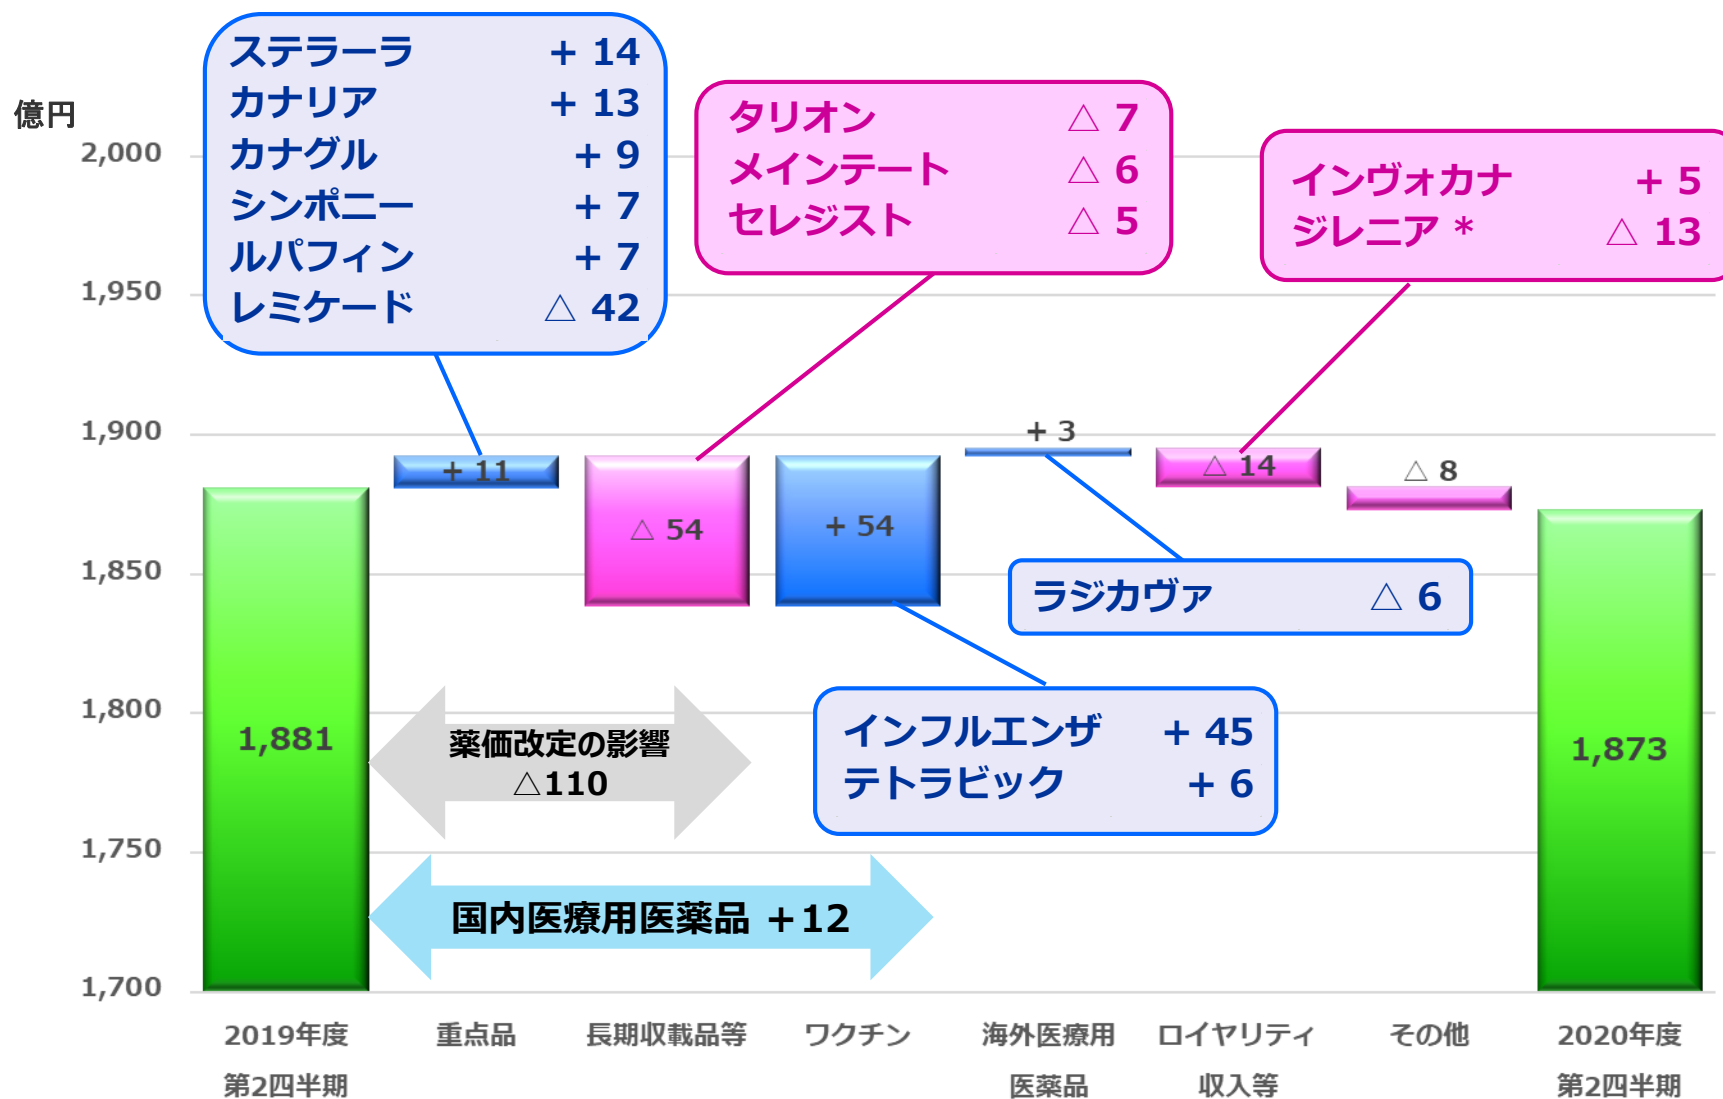 億円
2,000
1,950
1,900
1,850
1,800
1,750
1,700
ステラーラ + 14
カナリア + 13
カナグル + 9
シンポニー + 7
ルパフィン + 7
レミケード △ 42
タリオン △ 7
メインテート △ 6
セレジスト △ 5
インヴォカナ + 5
ジレニア * △ 13
+ 11
△ 54
+ 54
+ 3
△ 14
△ 8
ラジカヴァ △ 6
インフルエンザ + 45
テトラビック + 6
1,881
薬価改定の影響
△110
1,873
国内医療用医薬品 +12
2019年度
第2四半期
重点品
長期収載品等
ワクチン
海外医療用
医薬品
ロイヤリティ
収入等
その他
2020年度
第2四半期